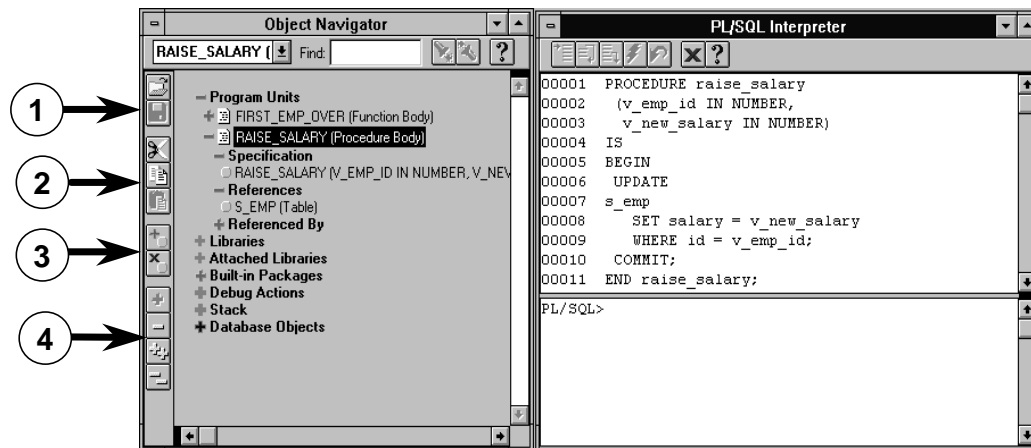 Object Navigator
RAISE_SALARY (
Find:
?
1
2
3
4
Program Units
FIRST_EMP_OVER (Function Body)
RAISE_SALARY (Procedure Body)
Specification
RAISE_SALARY (V_EMP_ID IN NUMBER, V_NEW
References
S_EMP (Table)
Referenced By
Libraries
Attached Libraries
Built-in Packages
Debug Actions
Stack
Database Objects
PL/SQL Interpreter
?
00001 PROCEDURE raise_salary
00002 (v_emp_id IN NUMBER,
00003 v_new_salary IN NUMBER)
00004 IS
00005 BEGIN
00006 UPDATE
00007 s_emp
00008 SET salary = v_new_salary
00009 WHERE id = v_emp_id;
00010 COMMIT;
00011 END raise_salary;
PL/SQL>